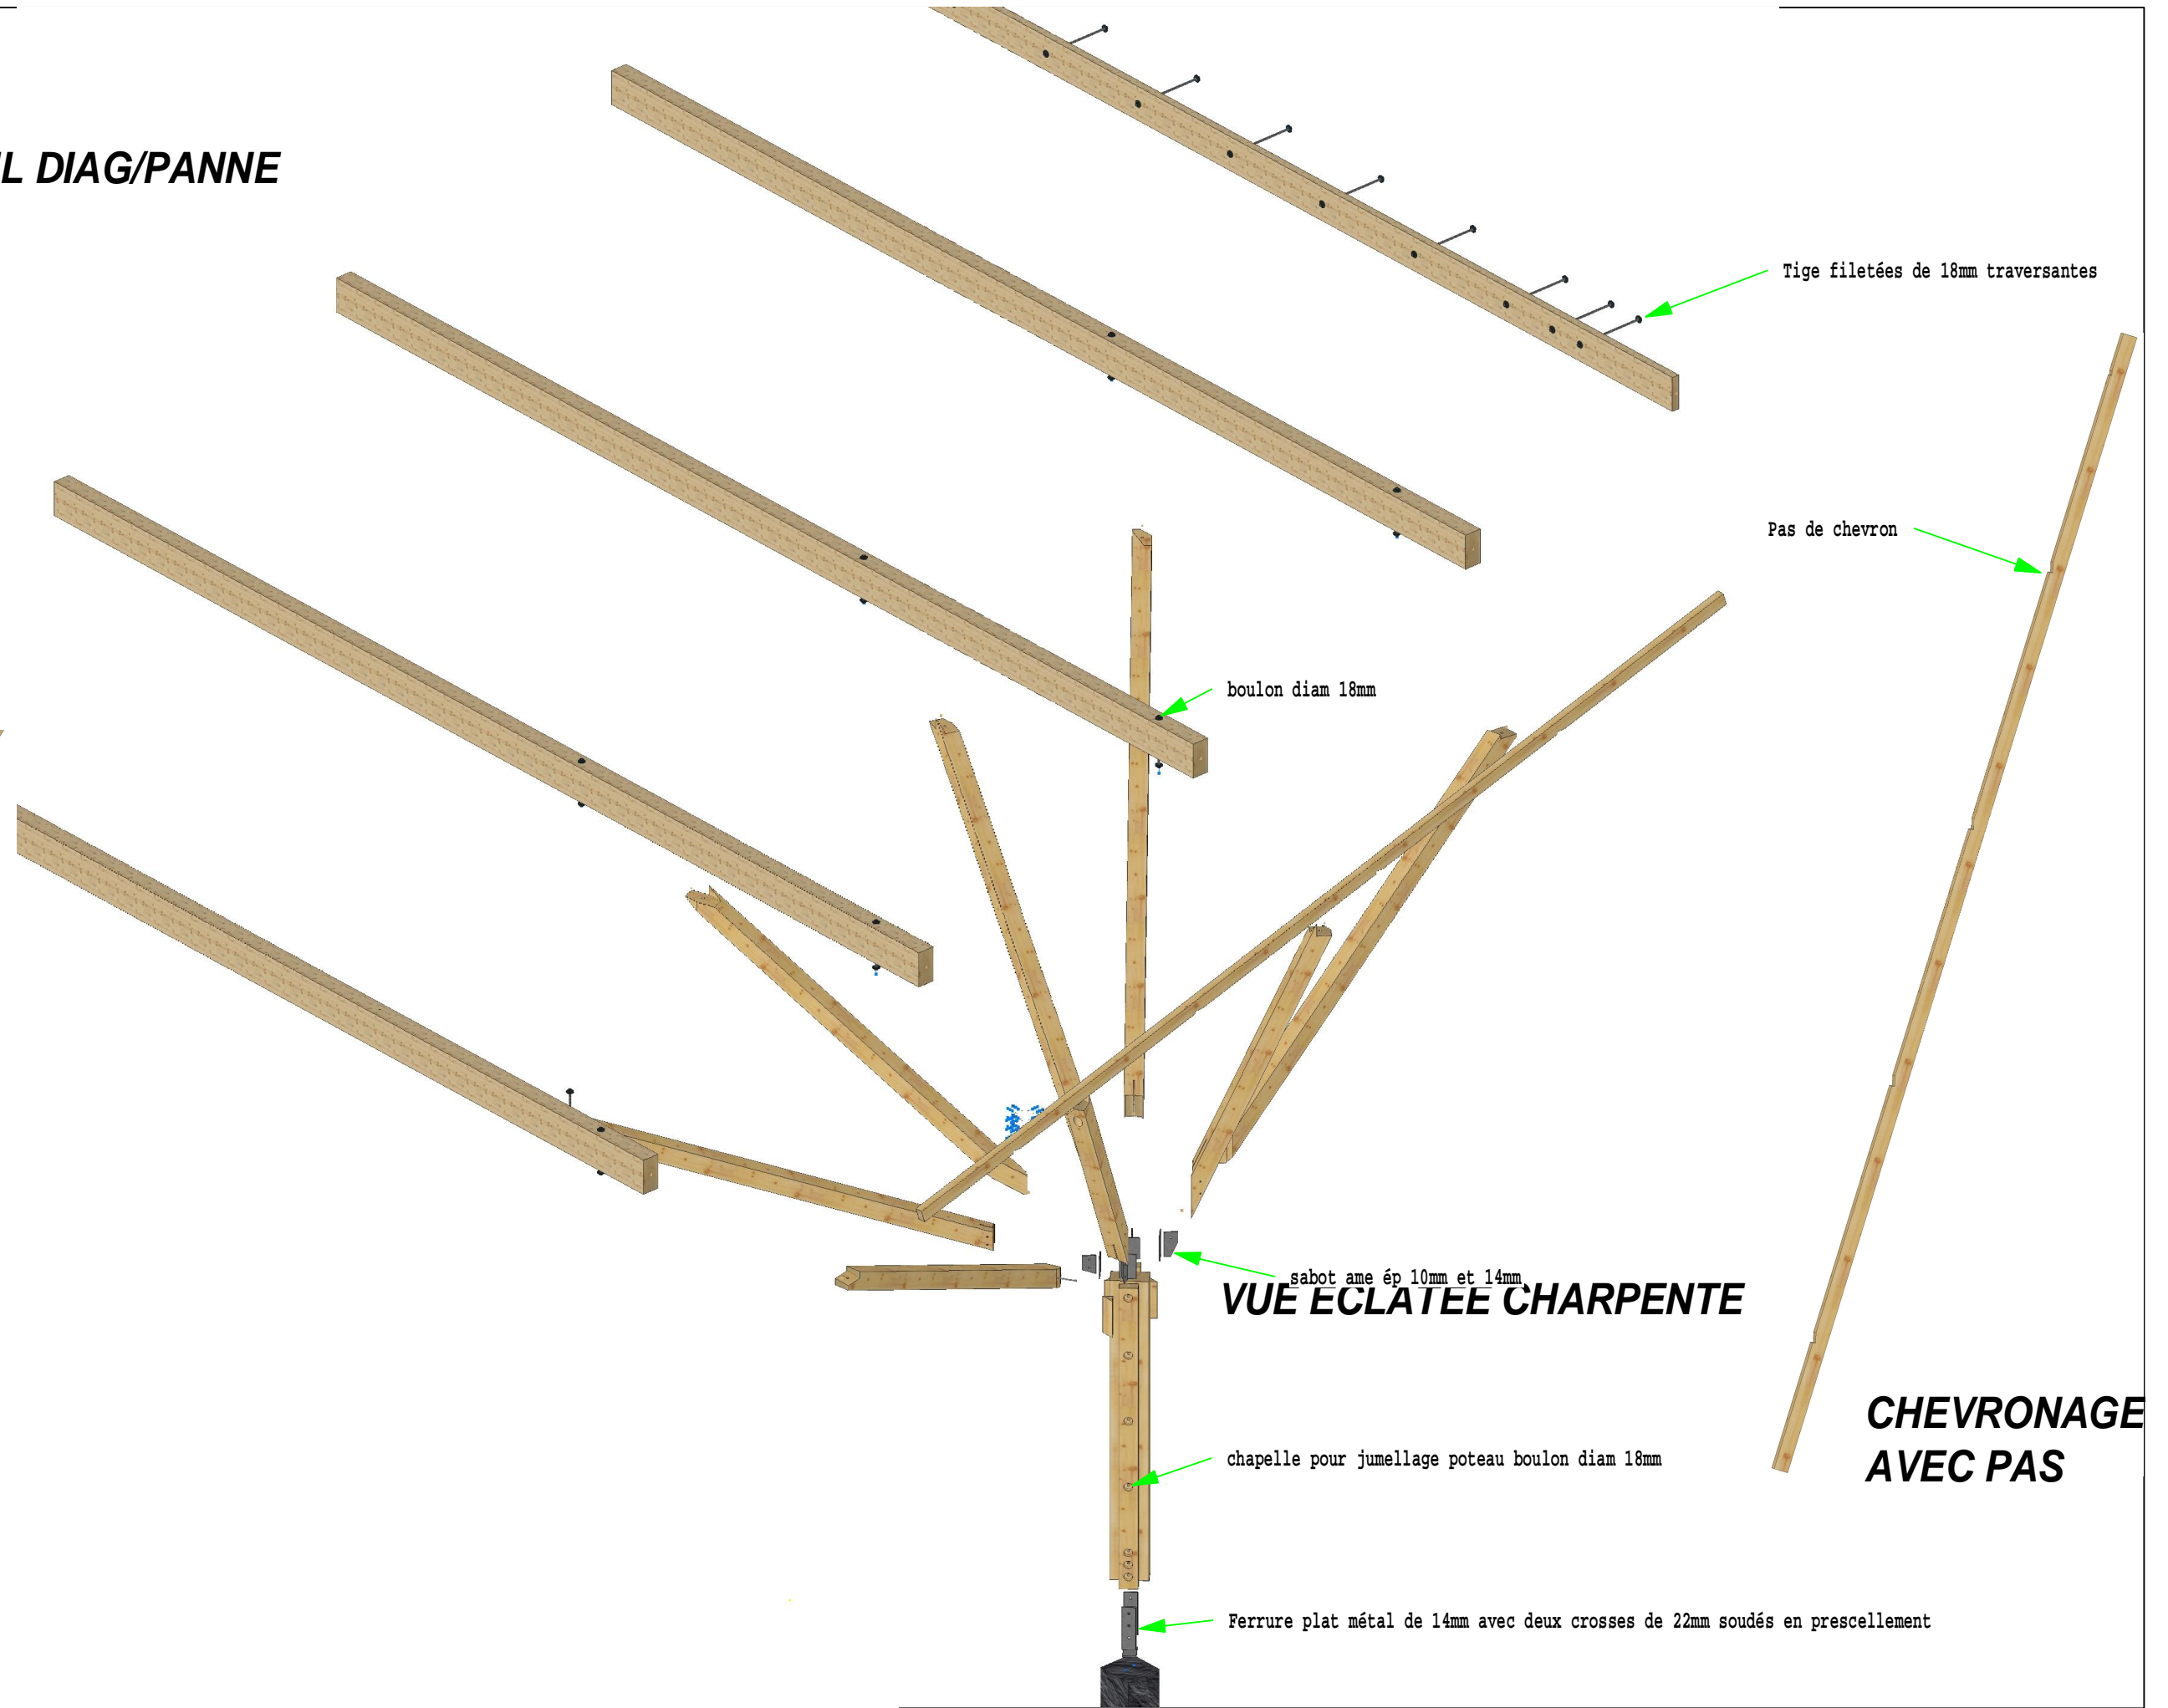 L DIAG/PANNE
Tige filetées de 18mm traversantes
Pas de chevron
boulon diam 18mm
sabot ame ép 10mm et 14mm
VUE ECLATEE CHARPENTE
CHEVRONAGE
AVEC PAS
chapelle pour jumellage poteau boulon diam 18mm
Ferrure plat métal de 14mm avec deux crosses de 22mm soudés en prescellement